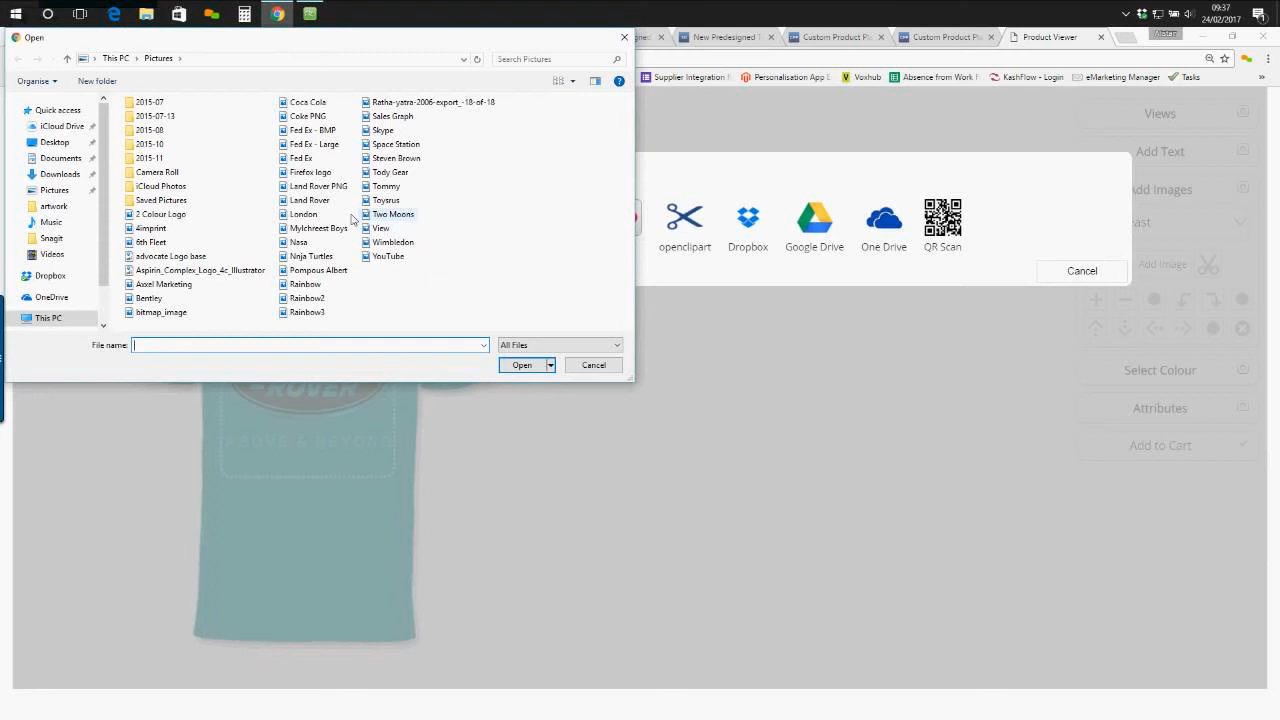 09:37
24/02/2017
Open
Alistair
New Predesigned T
Custom Product Pl
Custom Product Pl
Product Viewer
This PC
Pictures
Search Pictures
Supplier Integration
Personalisation App E
Voxhub
Absence from Work F
KashFlow - Login
eMarketing Manager
Tasks
Organise
New folder
Quick access
iCloud Drive
Desktop
Documents
Downloads
Pictures
artwork
Music
Snagit
Videos
Dropbox
OneDrive
This PC
2015-07
2015-07-13
2015-08
2015-10
2015-11
Camera Roll
iCloud Photos
Saved Pictures
2 Colour Logo
4imprint
6th Fleet
advocate Logo base
Aspirin_Complex_Logo_4c_Illustrator
Axxel Marketing
Bentley
bitmap_image
Coca Cola
Coke PNG
Fed Ex - BMP
Fed Ex - Large
Fed Ex
Firefox logo
Land Rover PNG
Land Rover
London
Mylchreest Boys
Nasa
Nnja Turtles
Pompous Albert
Rainbow
Rainbow2
Rainbow3
Ratha-yatra-2006-export_-18-of-18
Sales Graph
Skype
Space Station
Steven Brown
Tody Gear
Tommy
Toysrus
Two Moons
View
Wimbledon
YouTube
File name:
All Files
Open
Cancel
openclipart
Dropbox
Google Drive
One Drive
QR Scan
Cancel
Views
Add Text
Add Images
east
Add Image
Select Colour
Attributes
Add to Cart
-ROVER
ABOVE & BEYOND